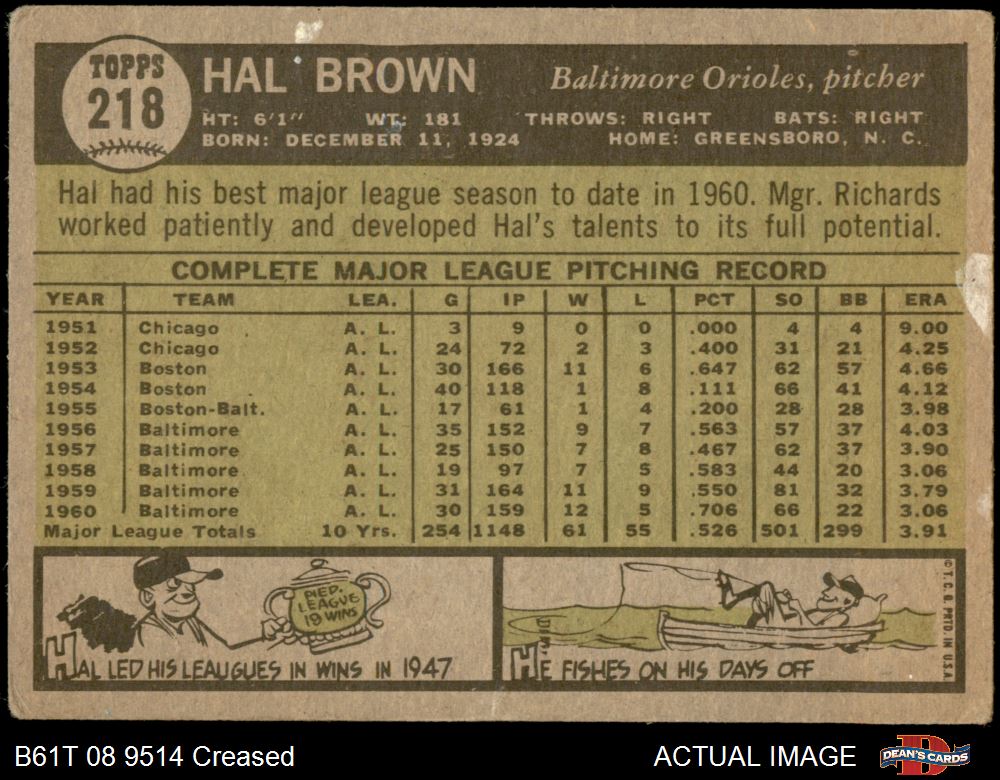 TOPPS
218
HAL BROWN
Baltimore Orioles, pitcher
HT: 6'1" WT: 181 THROWS: RIGHT BATS: RIGHT
BORN: DECEMBER 11, 1924 HOME: GREENSBORO, N. C.
Hal had his best major league season to date in 1960. Mgr. Richards
worked patiently and developed Hal's talents to its full potential.
COMPLETE MAJOR LEAGUE PITCHING RECORD
YEAR TEAM LEA. G IP W L PCT SO BB ERA
1951 Chicago A. L. 3 9 0 0 .000 4 4 9.00
1952 Chicago A. L. 24 72 2 3 .400 31 21 4.25
1953 Boston A. L. 30 166 11 6 .647 62 57 4.66
1954 Boston A. L. 40 118 1 8 .111 66 41 4.12
1955 Boston-Balt. A. L. 17 61 1 4 .200 28 28 3.98
1956 Baltimore A. L. 35 152 9 7 .563 57 37 4.03
1957 Baltimore A. L. 25 150 7 8 .467 62 37 3.90
1958 Baltimore A. L. 19 97 7 5 .583 44 20 3.06
1959 Baltimore A. L. 31 164 11 9 .550 81 32 3.79
1960 Baltimore A. L. 30 159 12 5 .706 66 22 3.06
Major League Totals 10 Yrs. 254 1148 61 55 .526 501 299 3.91
PIED.
LEAGUE
19 WINS
HAL LED HIS LEAUGUES IN WINS IN 1947
HE FISHES ON HIS DAYS OFF
© T. C. G. PRTD. IN U.S.A.
B61T 08 9514 Creased
ACTUAL IMAGE
DEAN'S CARDS